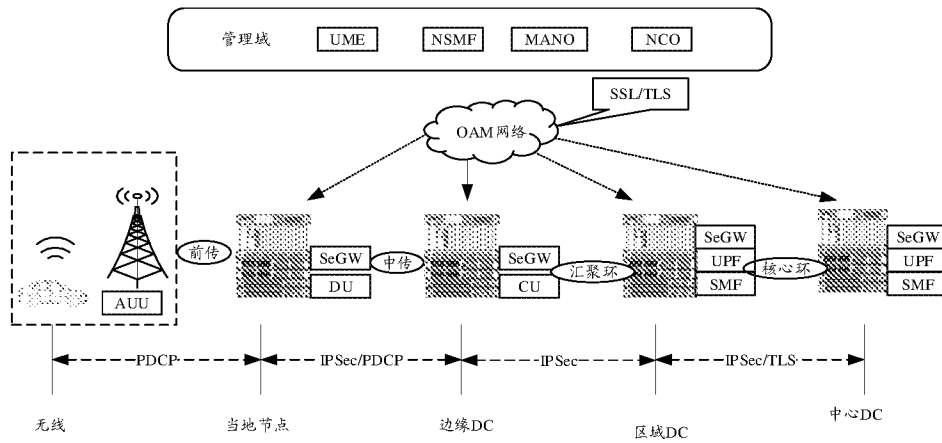 管理域 UME NSMF MANO NCO
SSL/TLS
OAM网络
前传 SeGW 中传 SeGW 汇聚环 SeGW 核心环 SeGW
UPF UPF
AUU DU CU SMF SMF
PDCP IPSec/PDCP IPSec IPSec/TLS
无线 当地节点 边缘DC 区域DC 中心DC